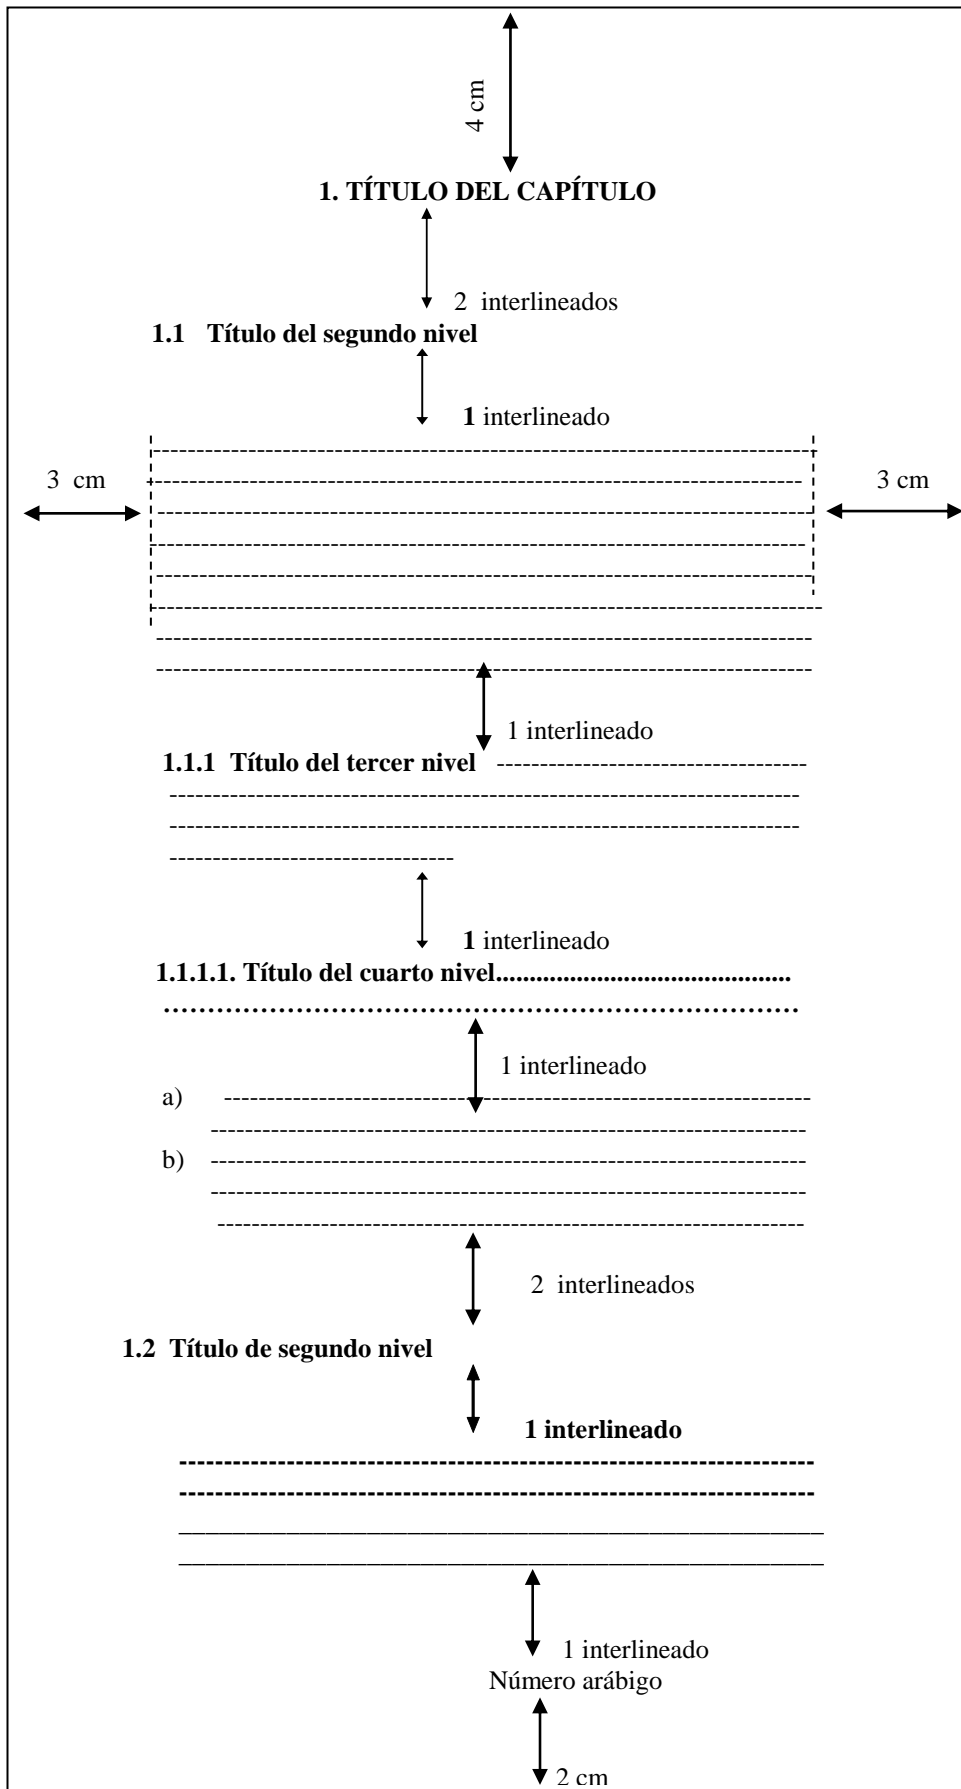 4 cm
1. TÍTULO DEL CAPÍTULO
2 interlineados
1.1 Título del segundo nivel
1 interlineado
3 cm
3 cm
1 interlineado
1.1.1 Título del tercer nivel
1 interlineado
1.1.1.1. Título del cuarto nivel............................................
........................................................................
1 interlineado
a)
b)
2 interlineados
1.2 Título de segundo nivel
1 interlineado
1 interlineado
Número arábigo
2 cm